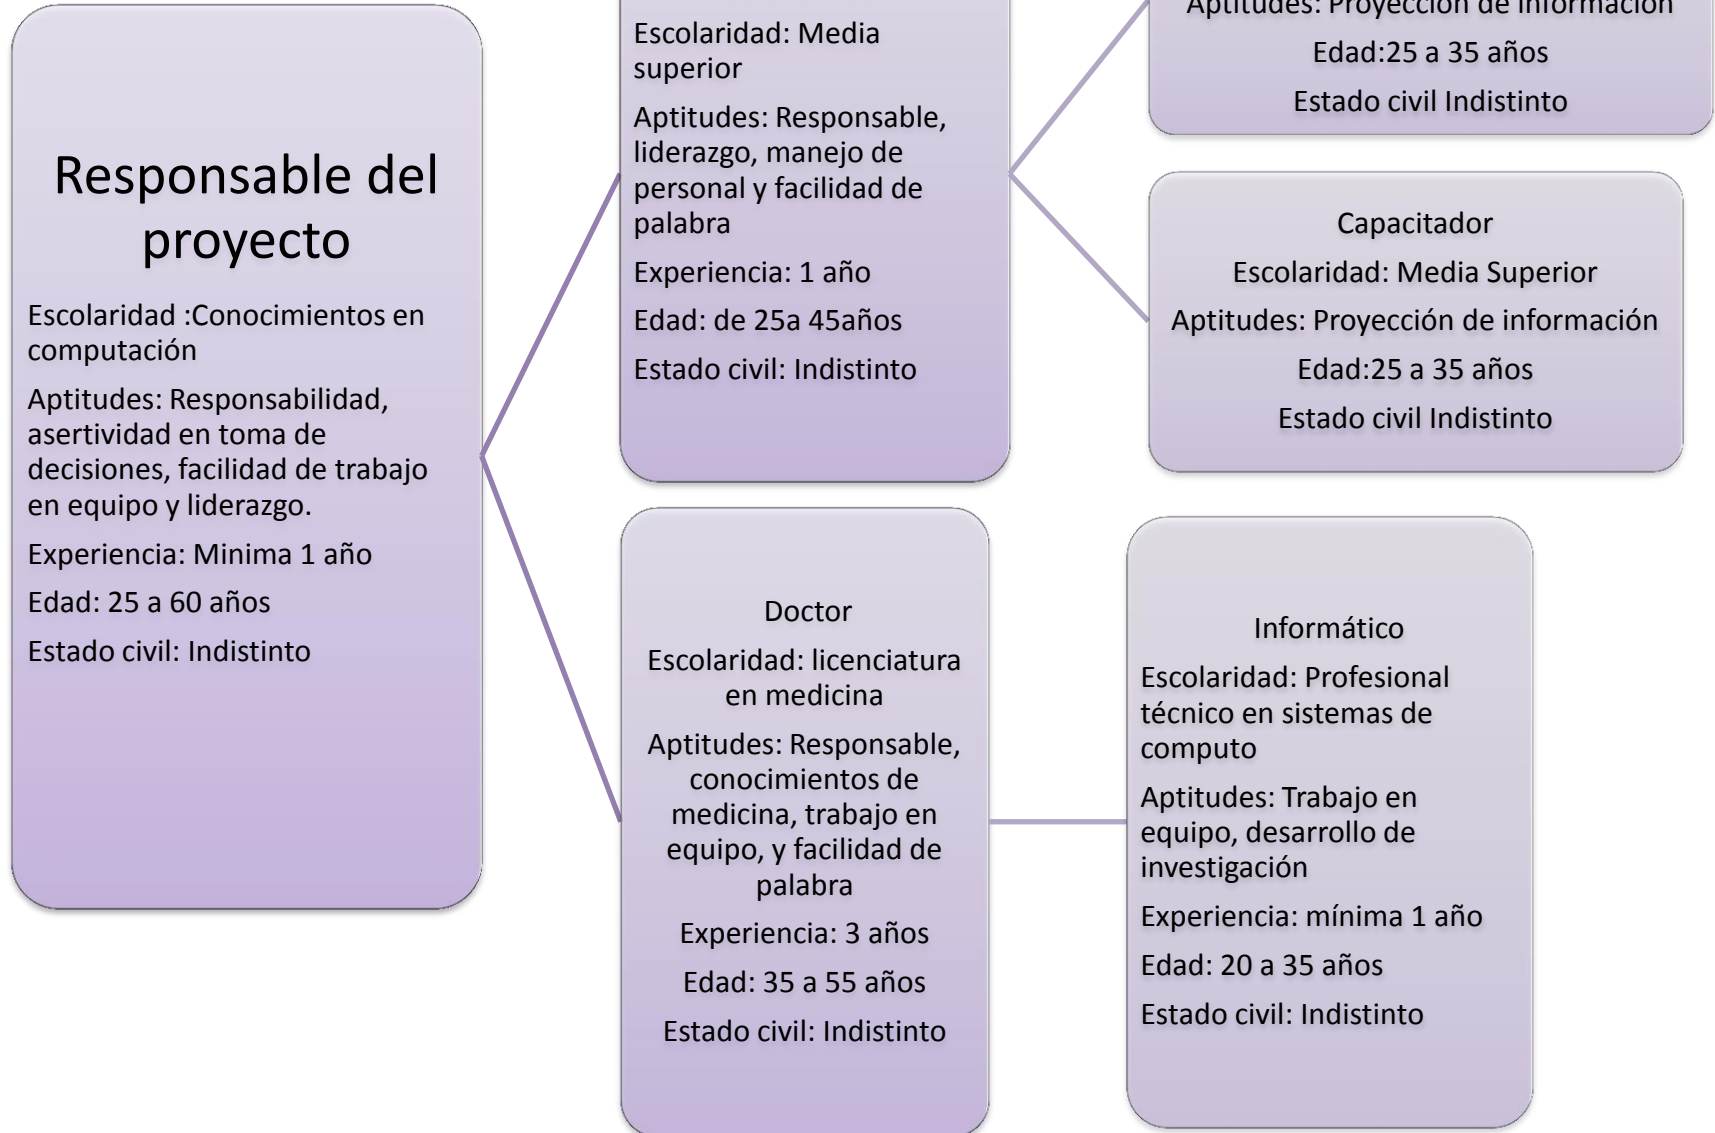 Responsable del
proyecto
Escolaridad :Conocimientos en
computación
Aptitudes: Responsabilidad,
asertividad en toma de
decisiones, facilidad de trabajo
en equipo y liderazgo.
Experiencia: Minima 1 año
Edad: 25 a 60 años
Estado civil: Indistinto
Escolaridad: Media
superior
Aptitudes: Responsable,
liderazgo, manejo de
personal y facilidad de
palabra
Experiencia: 1 año
Edad: de 25a 45años
Estado civil: Indistinto
Aptitudes: Proyección de información
Edad:25 a 35 años
Estado civil Indistinto
Capacitador
Escolaridad: Media Superior
Aptitudes: Proyección de información
Edad:25 a 35 años
Estado civil Indistinto
Doctor
Escolaridad: licenciatura
en medicina
Aptitudes: Responsable,
conocimientos de
medicina, trabajo en
equipo, y facilidad de
palabra
Experiencia: 3 años
Edad: 35 a 55 años
Estado civil: Indistinto
Informático
Escolaridad: Profesional
técnico en sistemas de
computo
Aptitudes: Trabajo en
equipo, desarrollo de
investigación
Experiencia: mínima 1 año
Edad: 20 a 35 años
Estado civil: Indistinto